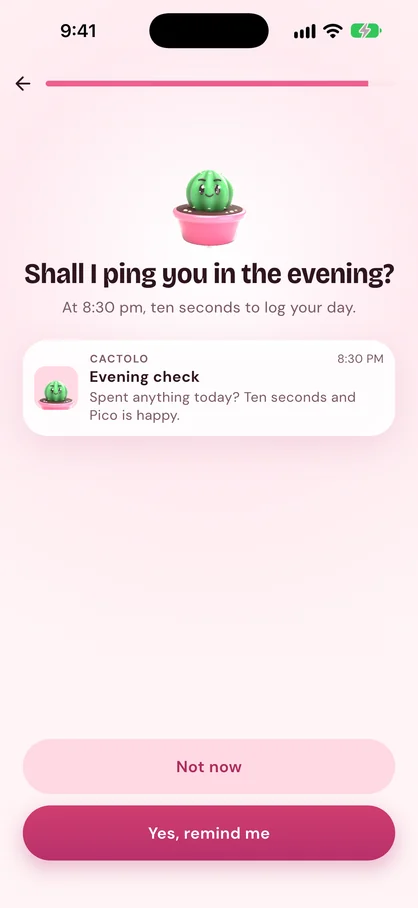 9:41
Shall I ping you in the evening?
At 8:30 pm, ten seconds to log your day.
CACTOLO
8:30 PM
Evening check
Spent anything today? Ten seconds and
Pico is happy.
Not now
Yes, remind me